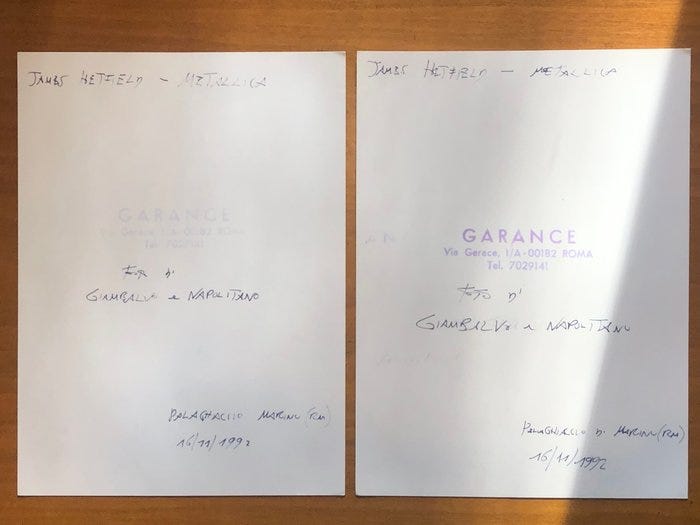 JAMES HETFIELD – METALLICA
GARANCE
Via Gerace, 1/A-00182 ROMA
Tel. 7029141
FOTO DI
GIAMBALVO e NAPOLITANO
PALAGHIACCIO MARINO (RM)
16/11/1992
JAMES HETFIELD – METALLICA
GARANCE
Via Gerace, 1/A-00182 ROMA
Tel. 7029141
FOTO DI
GIAMBALVO e NAPOLITANO
PALAGHIACCIO DI MARINO (RM)
16/11/1992